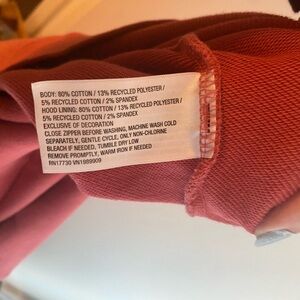 BODY: 80% COTTON / 13% RECYCLED POLYESTER /
5% RECYCLED COTTON / 2% SPANDEX
HOOD LINING: 80% COTTON / 13% RECYCLED POLYESTER /
5% RECYCLED COTTON / 2% SPANDEX
EXCLUSIVE OF DECORATION
CLOSE ZIPPER BEFORE WASHING, MACHINE WASH COLD
SEPARATELY, GENTLE CYCLE, ONLY NON-CHLORINE
BLEACH IF NEEDED, TUMBLE DRY LOW
REMOVE PROMPTLY, WARM IRON IF NEEDED
RN17730 VN1989909